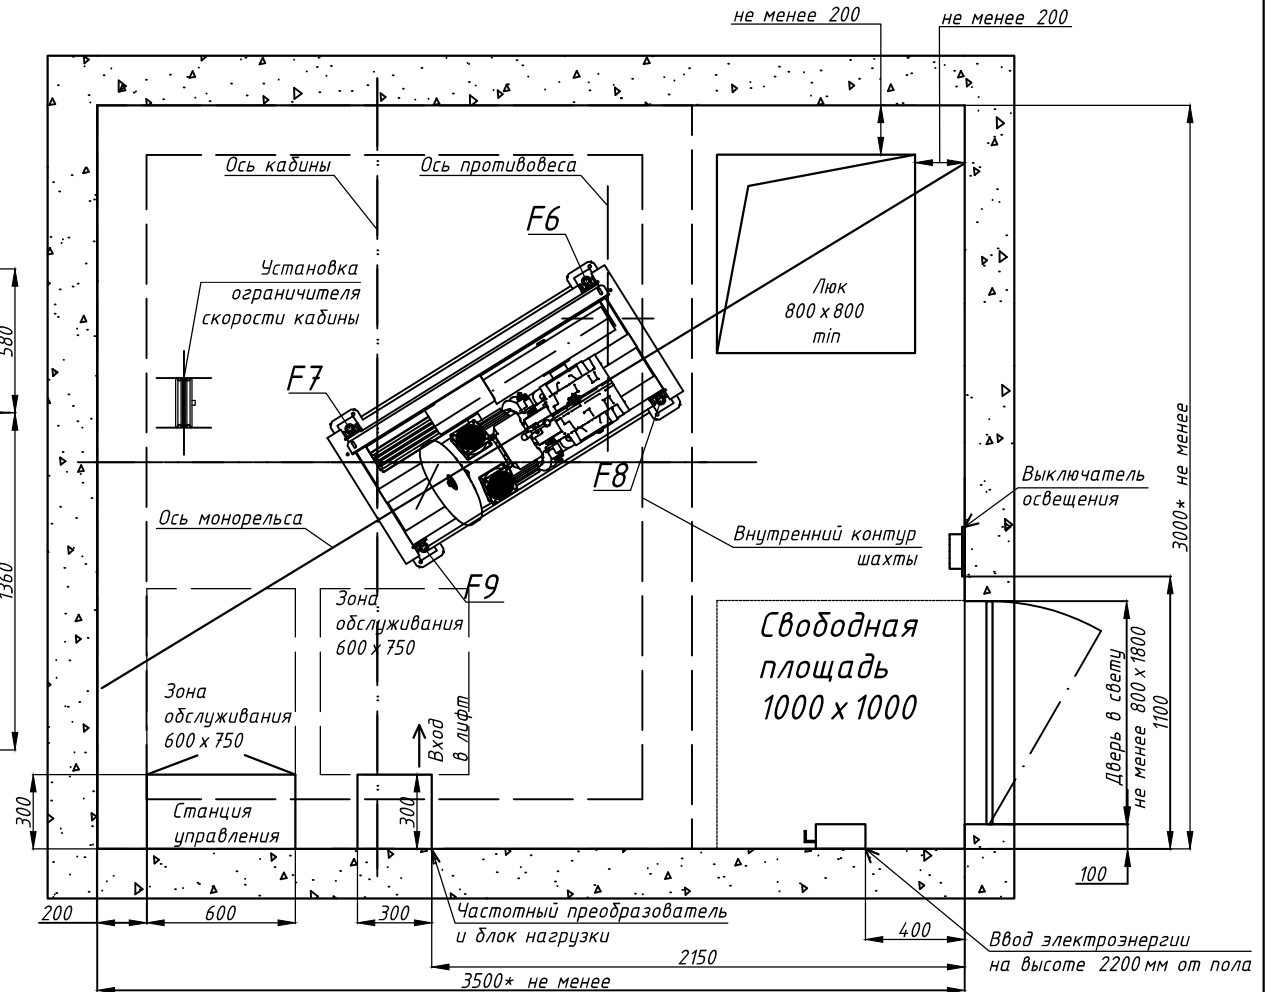 не менее 200
не менее 200
Ось кабины
Ось противовеса
F6
Установка
ограничителя
скорости кабины
Люк
800 x 800
min
580
F7
3000* не менее
F8
Выключатель
освещения
Ось монорельса
Внутренний контур
шахты
1360
F9
Зона
обслуживания
600 x 750
Свободная
площадь
1000 x 1000
Дверь в свету
не менее 800 x 1800
1100
Зона
обслуживания
600 x 750
Вход
в лифт
300
Станция
управления
300
100
200
600
300
Частотный преобразователь
и блок нагрузки
400
Ввод электроэнергии
на высоте 2200 мм от пола
2150
3500* не менее